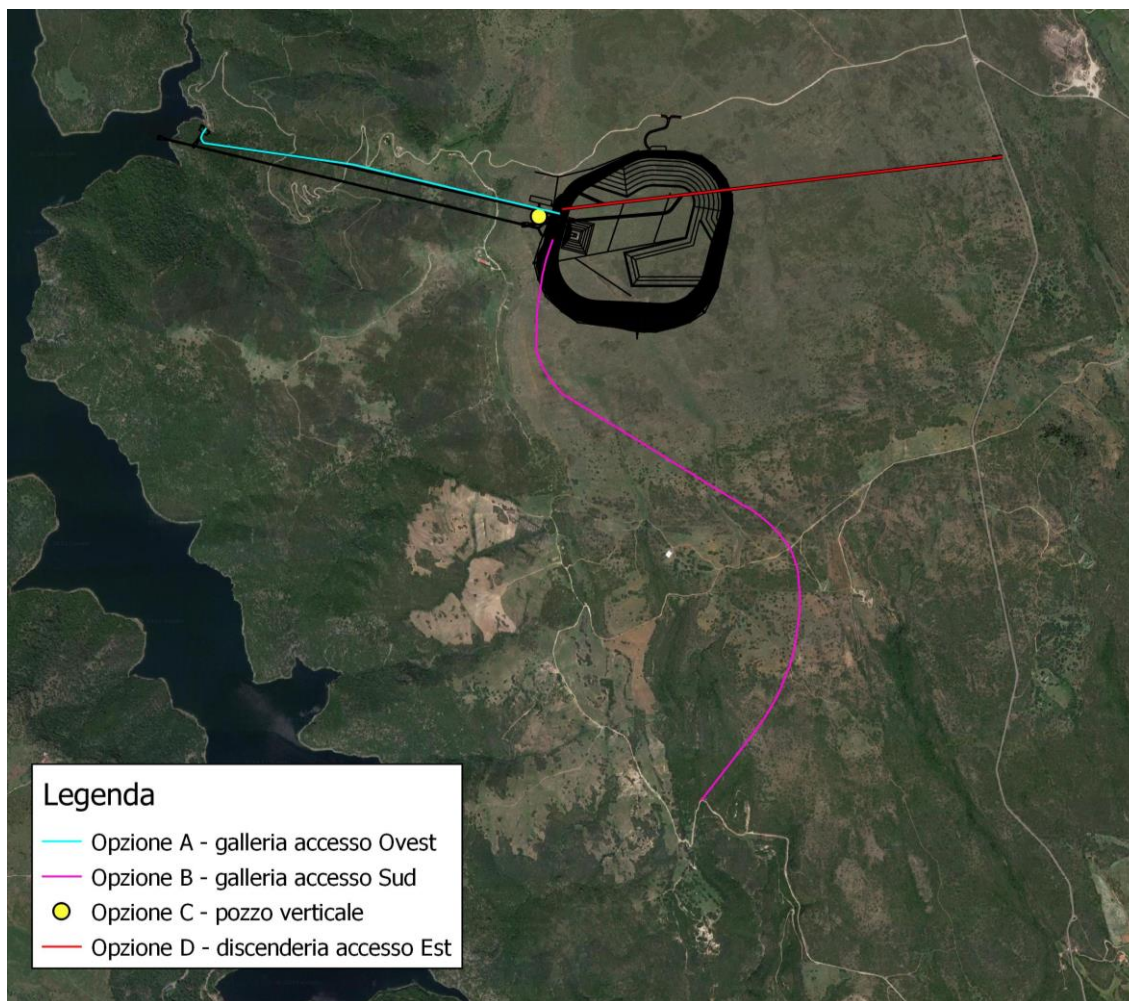 Legenda
Opzione A - galleria accesso Ovest
Opzione B - galleria accesso Sud
Opzione C - pozzo verticale
Opzione D - discenderia accesso Est